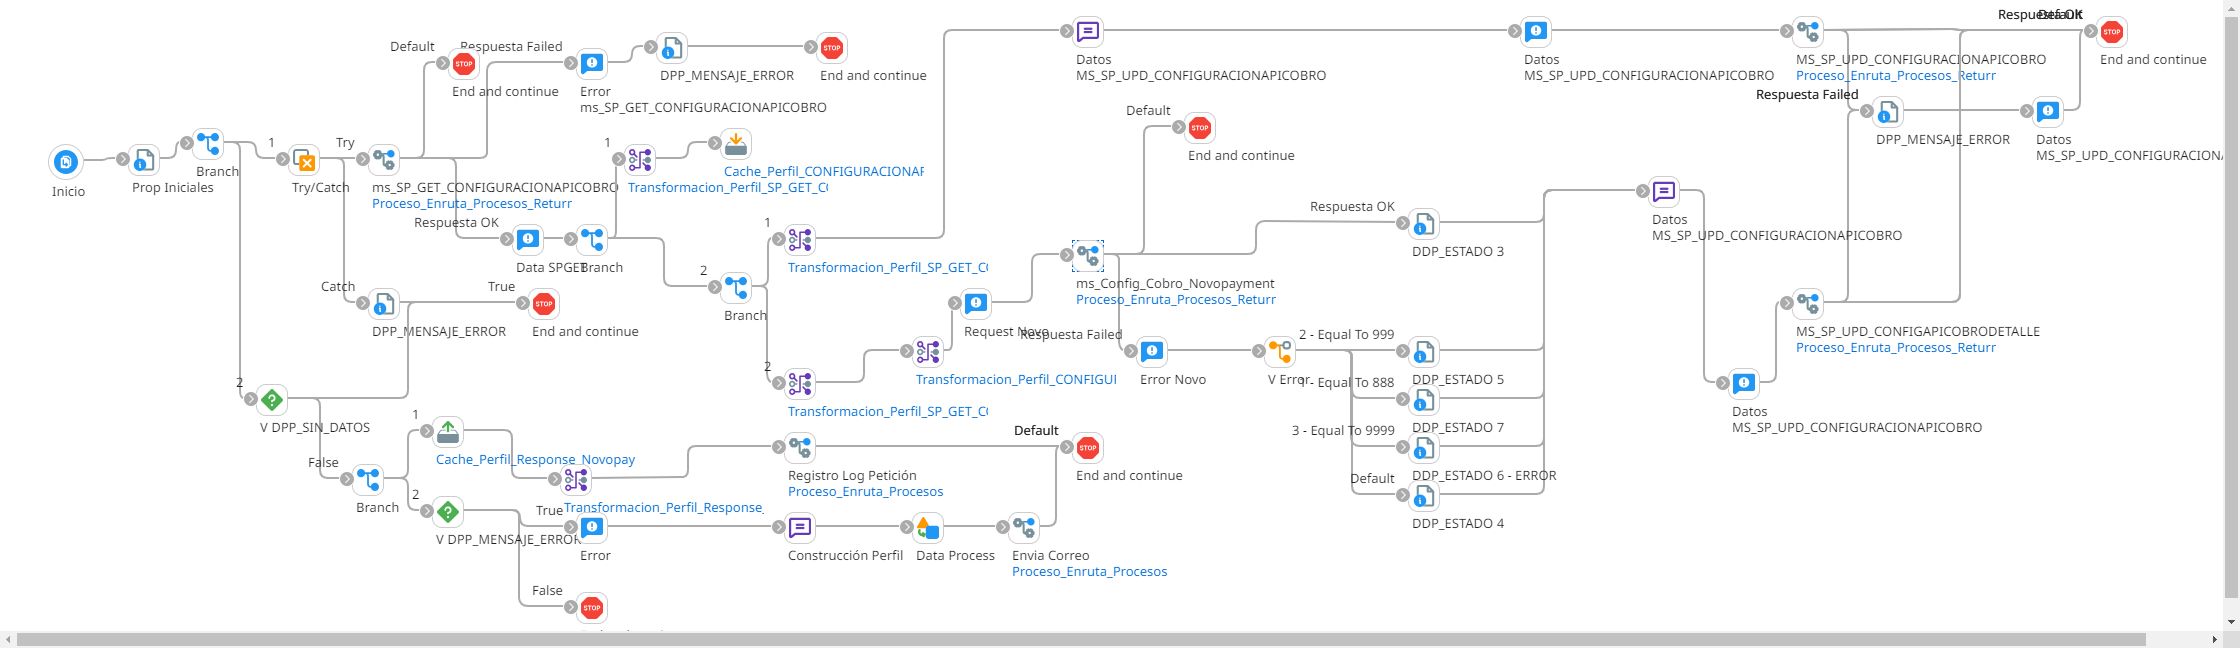 Respuesta OK
Default
Default
Respuesta Failed
DPP_MENSAJE_ERROR
End and continue
Datos
MS_SP_UPD_CONFIGURACIONAPICOBRO
Datos
MS_SP_UPD_CONFIGURACIONAPICOBRO
MS_SP_UPD_CONFIGURACIONAPICOBRO
Proceso_Enruta_Procesos_Returr
End and continue
End and continue
Error
ms_SP_GET_CONFIGURACIONAPICOBRO
Respuesta Failed
DPP_MENSAJE_ERROR
Datos
MS_SP_UPD_CONFIGURACIONA
Default
End and continue
Inicio
Prop Iniciales
Branch
1
Try/Catch
Try
ms_SP_GET_CONFIGURACIONAPICOBRO
Proceso_Enruta_Procesos_Returr
1
Transformacion_Perfil_SP_GET_CO
Cache_Perfil_CONFIGURACIONAF
Respuesta OK
Data SPGET
Branch
1
Transformacion_Perfil_SP_GET_CO
2
Branch
Catch
DPP_MENSAJE_ERROR
True
End and continue
Request Novo
ms_Config_Cobro_Novopayment
Proceso_Enruta_Procesos_Returr
Respuesta OK
DDP_ESTADO 3
Datos
MS_SP_UPD_CONFIGURACIONAPICOBRO
MS_SP_UPD_CONFIGAPICOBRODETALLE
Proceso_Enruta_Procesos_Returr
Respuesta Failed
Error Novo
V Error
2 - Equal To 999
DDP_ESTADO 5
1 - Equal To 888
DDP_ESTADO 7
3 - Equal To 9999
DDP_ESTADO 6 - ERROR
Default
DDP_ESTADO 4
Datos
MS_SP_UPD_CONFIGURACIONAPICOBRO
2
Transformacion_Perfil_SP_GET_CO
Transformacion_Perfil_CONFIGUI
2
V DPP_SIN_DATOS
False
Branch
1
Cache_Perfil_Response_Novopay
Transformacion_Perfil_Response_
Registro Log Petición
Proceso_Enruta_Procesos
Default
End and continue
2
V DPP_MENSAJE_ERROR
True
Error
Construcción Perfil
Data Process
Envia Correo
Proceso_Enruta_Procesos
False
STOP
STOP
STOP
STOP
STOP
STOP
STOP